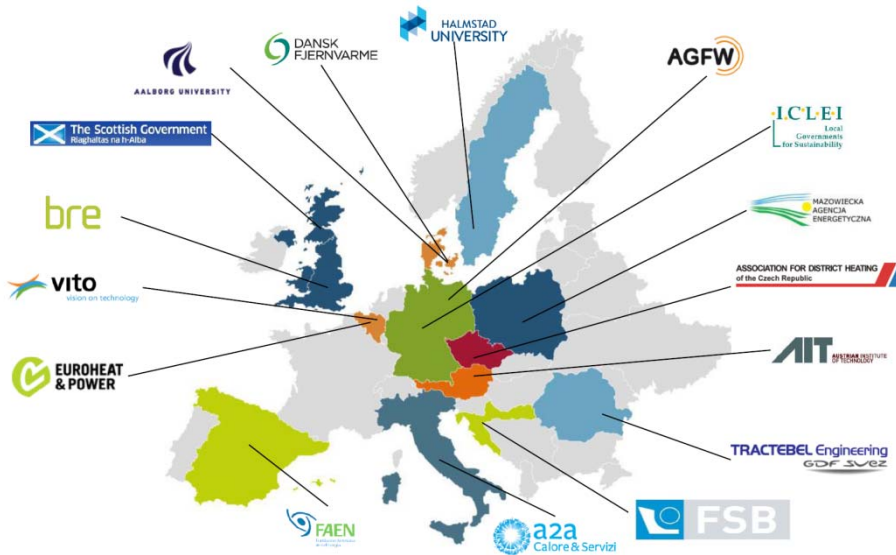 HALMSTAD
UNIVERSITY
DANSK
FJERNVARME
AGFW
AALBORG UNIVERSITY
I.C.L.E.I
Local
Governments
for Sustainability
The Scottish Government
Riaghaltas na h-Alba
bre
MAZOWIECKA
AGENCJA
ENERGETYCZNA
vito
vision on technology
ASSOCIATION FOR DISTRICT HEATING
of the Czech Republic
EUROHEAT
& POWER
AIT
AUSTRIAN INSTITUTE
OF TECHNOLOGY
TRACTEBEL Engineering
GDF SUEZ
FAEN
a2a
Calore & Servizi
FSB